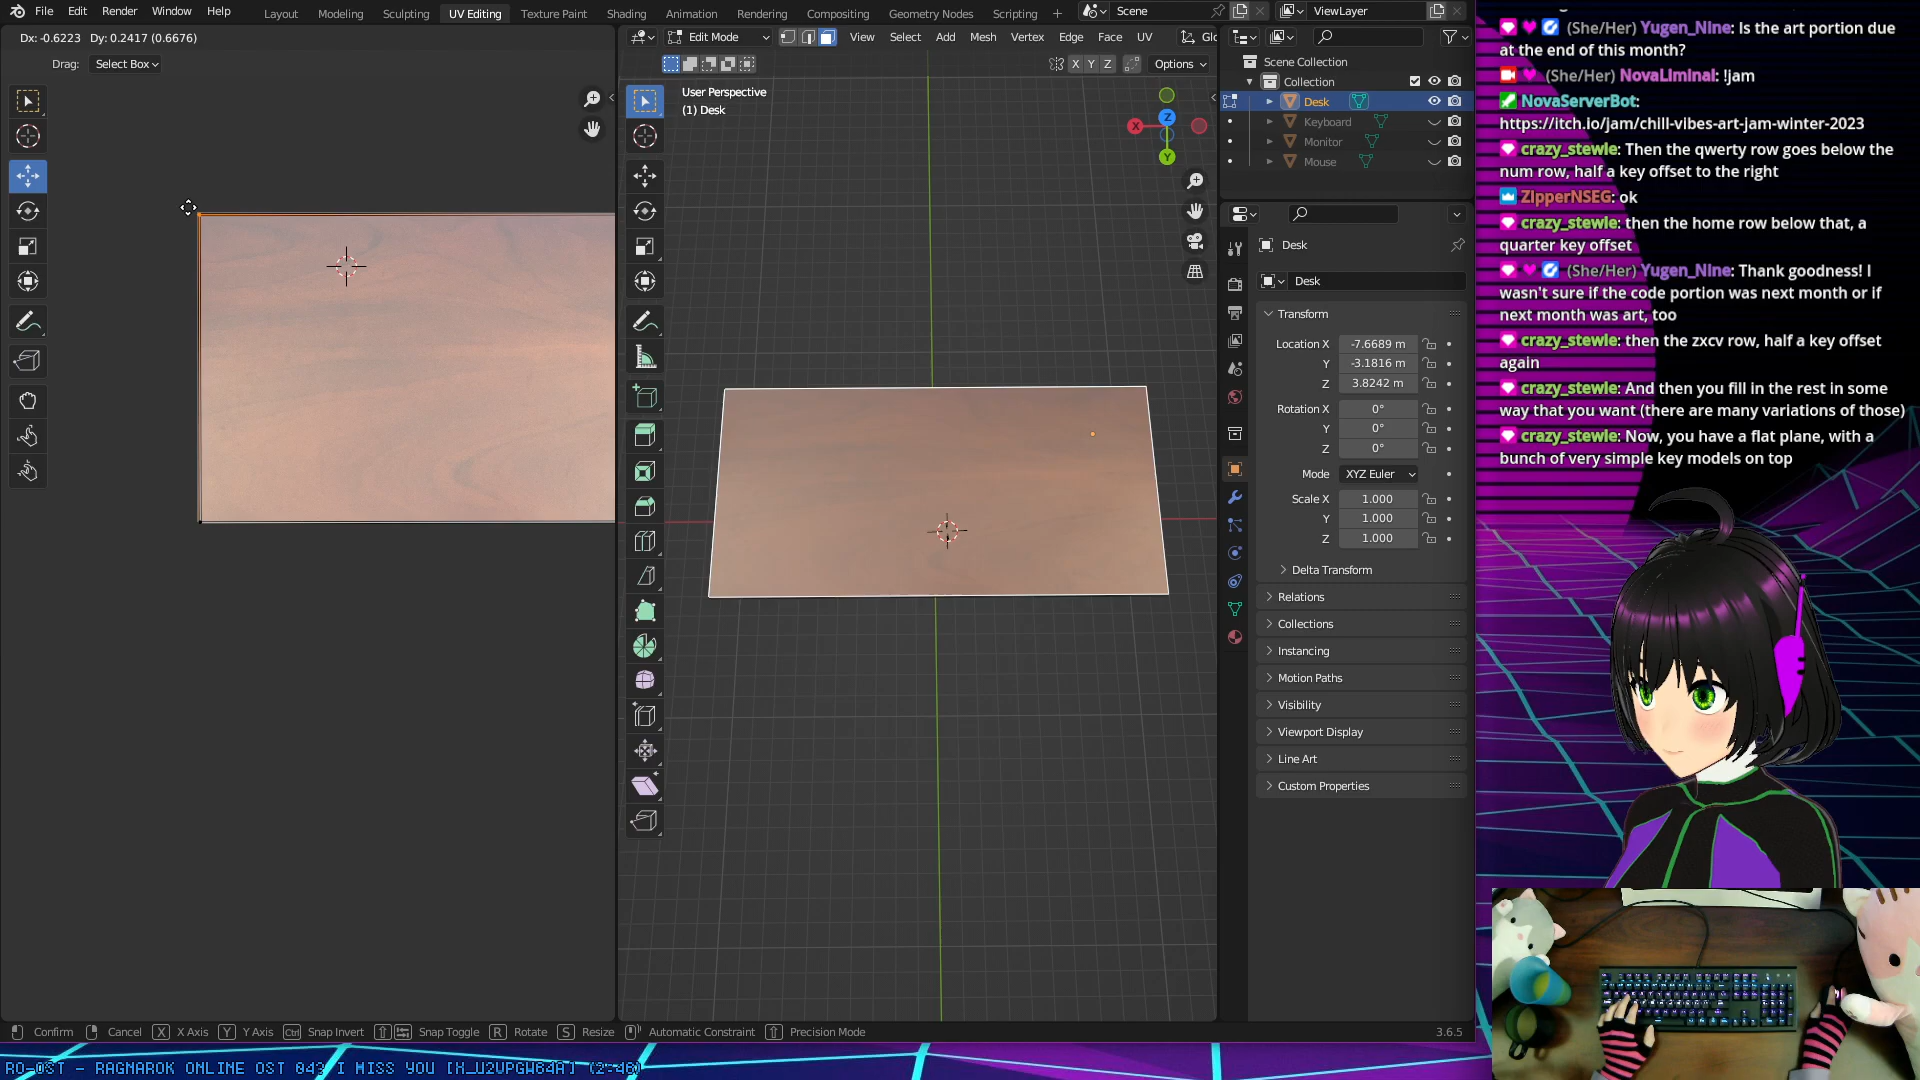 File Edit Render Window Help
Layout Modeling Sculpting UV Editing Texture Paint Shading Animation Rendering Compositing Geometry Nodes Scripting +
Scene
ViewLayer
Dx: -0.6223 Dy: 0.2417 (0.6676)
Drag: Select Box
Edit Mode View Select Add Mesh Vertex Edge Face UV
X Y Z
Options
User Perspective
(1) Desk
X
Z
Y
Scene Collection
Collection
Desk
Keyboard
Monitor
Mouse
Desk
Desk
Transform
Location X -7.6689 m
Y -3.1816 m
Z 3.8242 m
Rotation X 0°
Y 0°
Z 0°
Mode XYZ Euler
Scale X 1.000
Y 1.000
Z 1.000
Delta Transform
Relations
Collections
Instancing
Motion Paths
Visibility
Viewport Display
Line Art
Custom Properties
Confirm Cancel X X Axis Y Y Axis Ctrl Snap Invert Snap Toggle R Rotate S Resize Automatic Constraint Precision Mode
3.6.5
(She/Her) Yugen_Nine: Is the art portion due
at the end of this month?
(She/Her) NovaLiminal: !jam
NovaServerBot:
https://itch.io/jam/chill-vibes-art-jam-winter-2023
crazy_stewie: Then the qwerty row goes below the
num row, half a key offset to the right
ZipperNSEG: ok
crazy_stewie: then the home row below that, a
quarter key offset
(She/Her) Yugen_Nine: Thank goodness! I
wasn't sure if the code portion was next month or if
next month was art, too
crazy_stewie: then the zxcv row, half a key offset
again
crazy_stewie: And then you fill in the rest in some
way that you want (there are many variations of those)
crazy_stewie: Now, you have a flat plane, with a
bunch of very simple key models on top